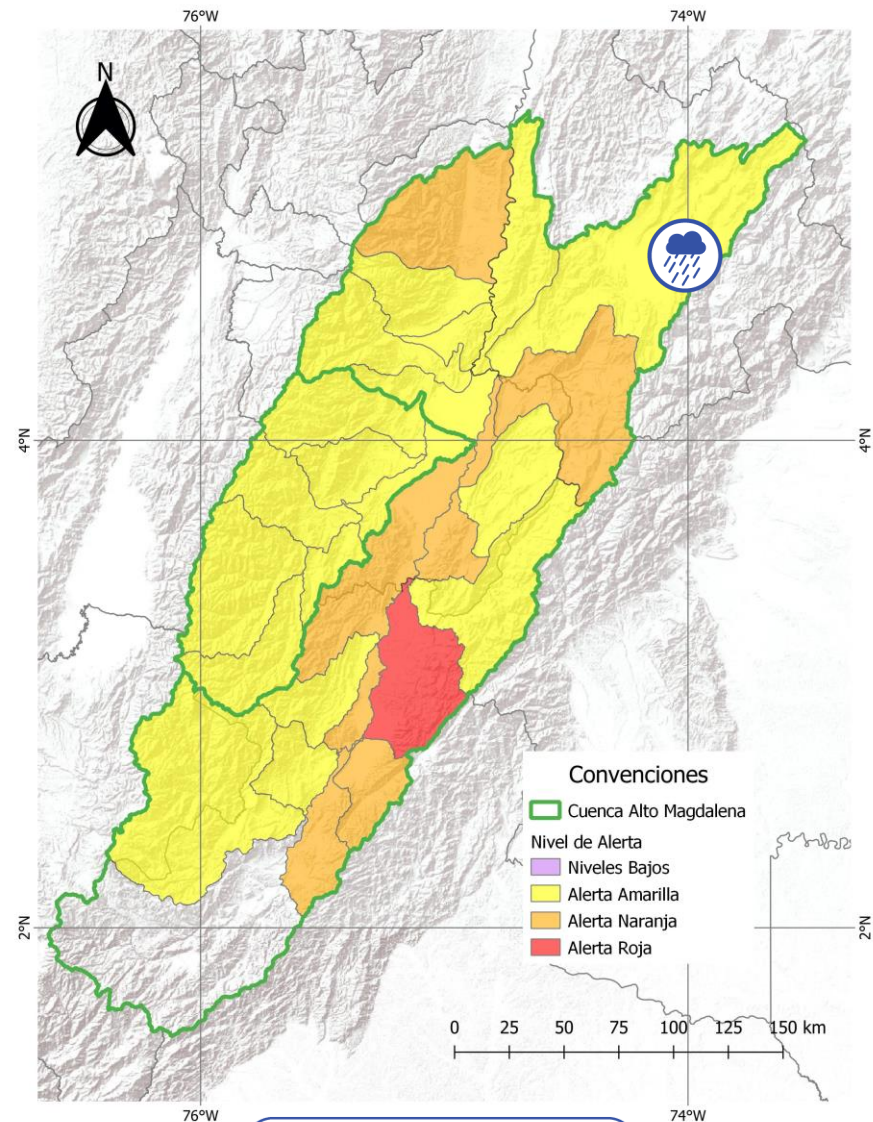 76°W 74°W
N
4°N 4°N
2°N 2°N
Convenciones
Cuenca Alto Magdalena
Nivel de Alerta
Niveles Bajos
Alerta Amarilla
Alerta Naranja
Alerta Roja
0 25 50 75 100 125 150 km
76°W 74°W